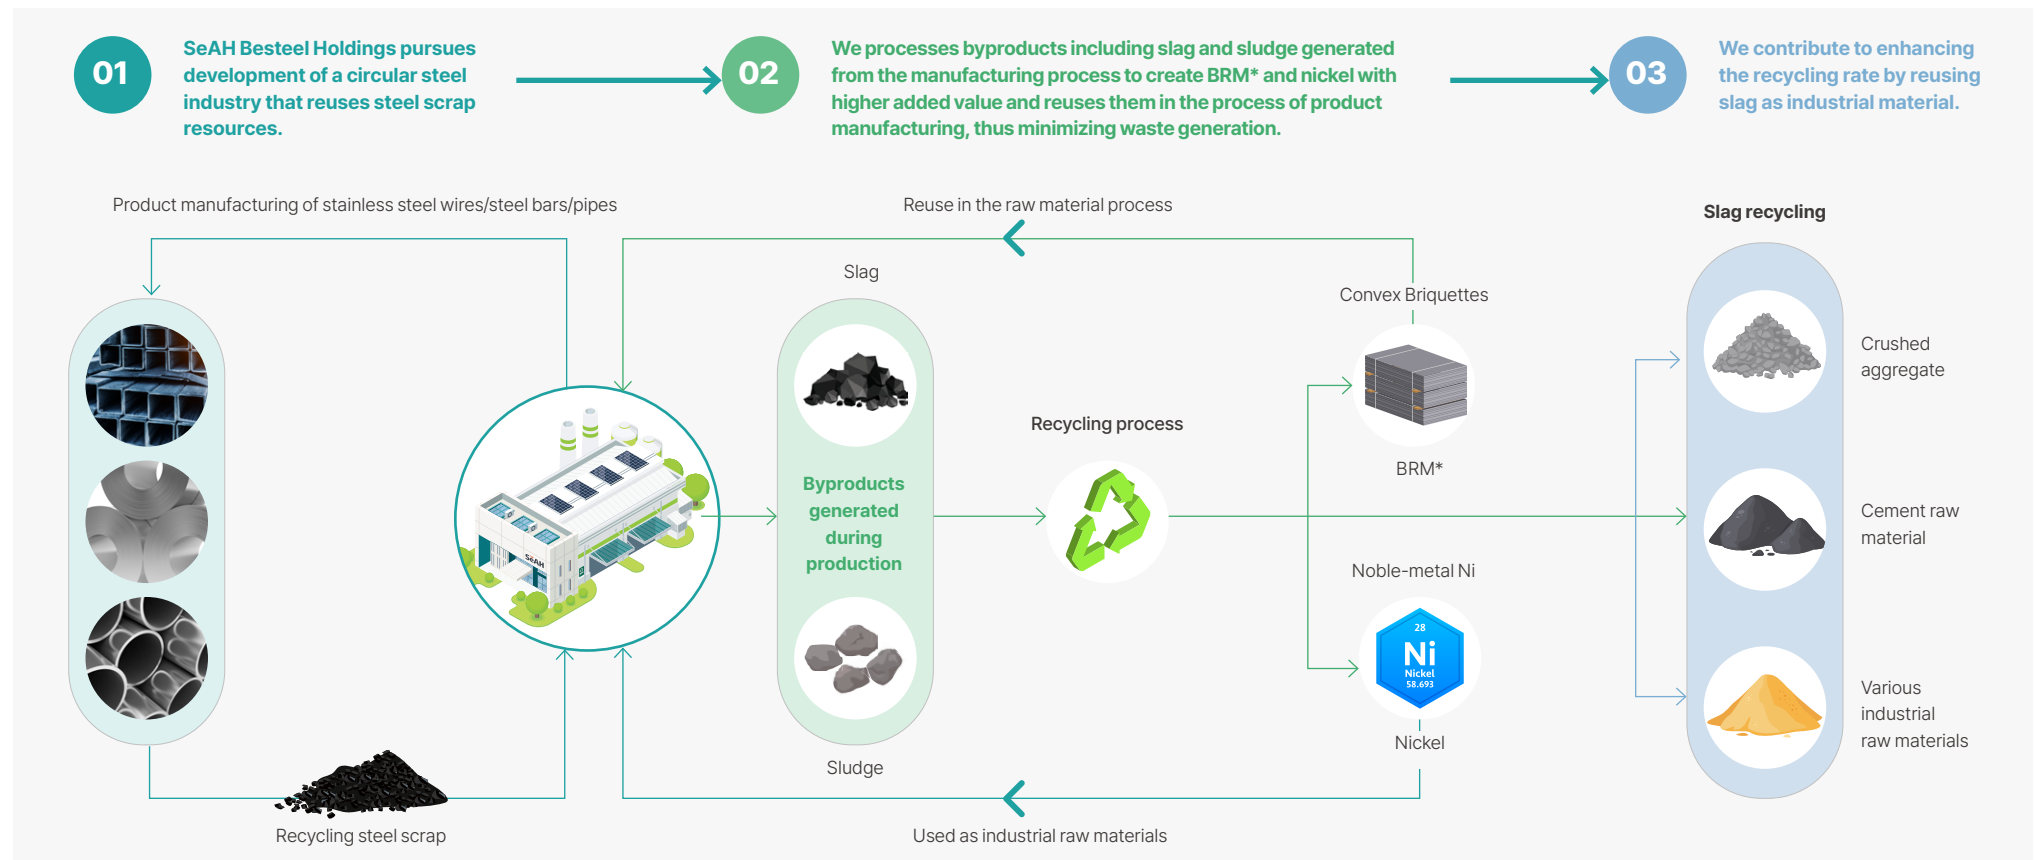 01
SeAH Besteel Holdings pursues
development of a circular steel
industry that reuses steel scrap
resources.
02
We processes byproducts including slag and sludge generated
from the manufacturing process to create BRM* and nickel with
higher added value and reuses them in the process of product
manufacturing, thus minimizing waste generation.
03
We contribute to enhancing
the recycling rate by reusing
slag as industrial material.
Product manufacturing of stainless steel wires/steel bars/pipes
Recycling steel scrap
SeAH
Reuse in the raw material process
Slag
Byproducts
generated
during
production
Sludge
Recycling process
Convex Briquettes
BRM*
Noble-metal Ni
28
Ni
Nickel
58.693
Nickel
Used as industrial raw materials
Slag recycling
Crushed
aggregate
Cement raw
material
Various
industrial
raw materials